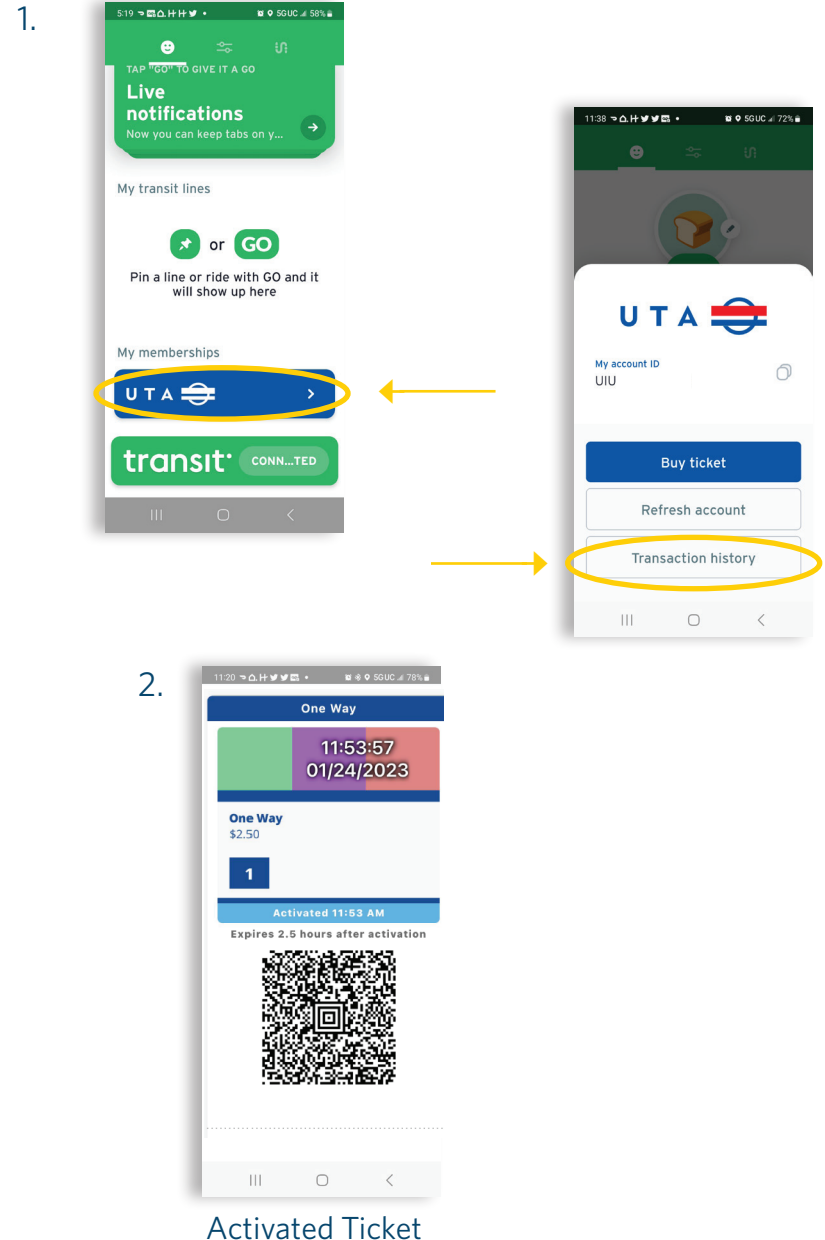 1.
5:19
5GUC 58%
TAP "GO" TO GIVE IT A GO
Live
notifications
Now you can keep tabs on y...
My transit lines
or GO
Pin a line or ride with GO and it
will show up here
My memberships
UTA
transit CONN...TED
11:38
5GUC 72%
UTA
My account ID
UIU
Buy ticket
Refresh account
Transaction history
2.
11:20
5GUC 78%
One Way
11:53:57
01/24/2023
One Way
$2.50
1
Activated 11:53 AM
Expires 2.5 hours after activation
Activated Ticket